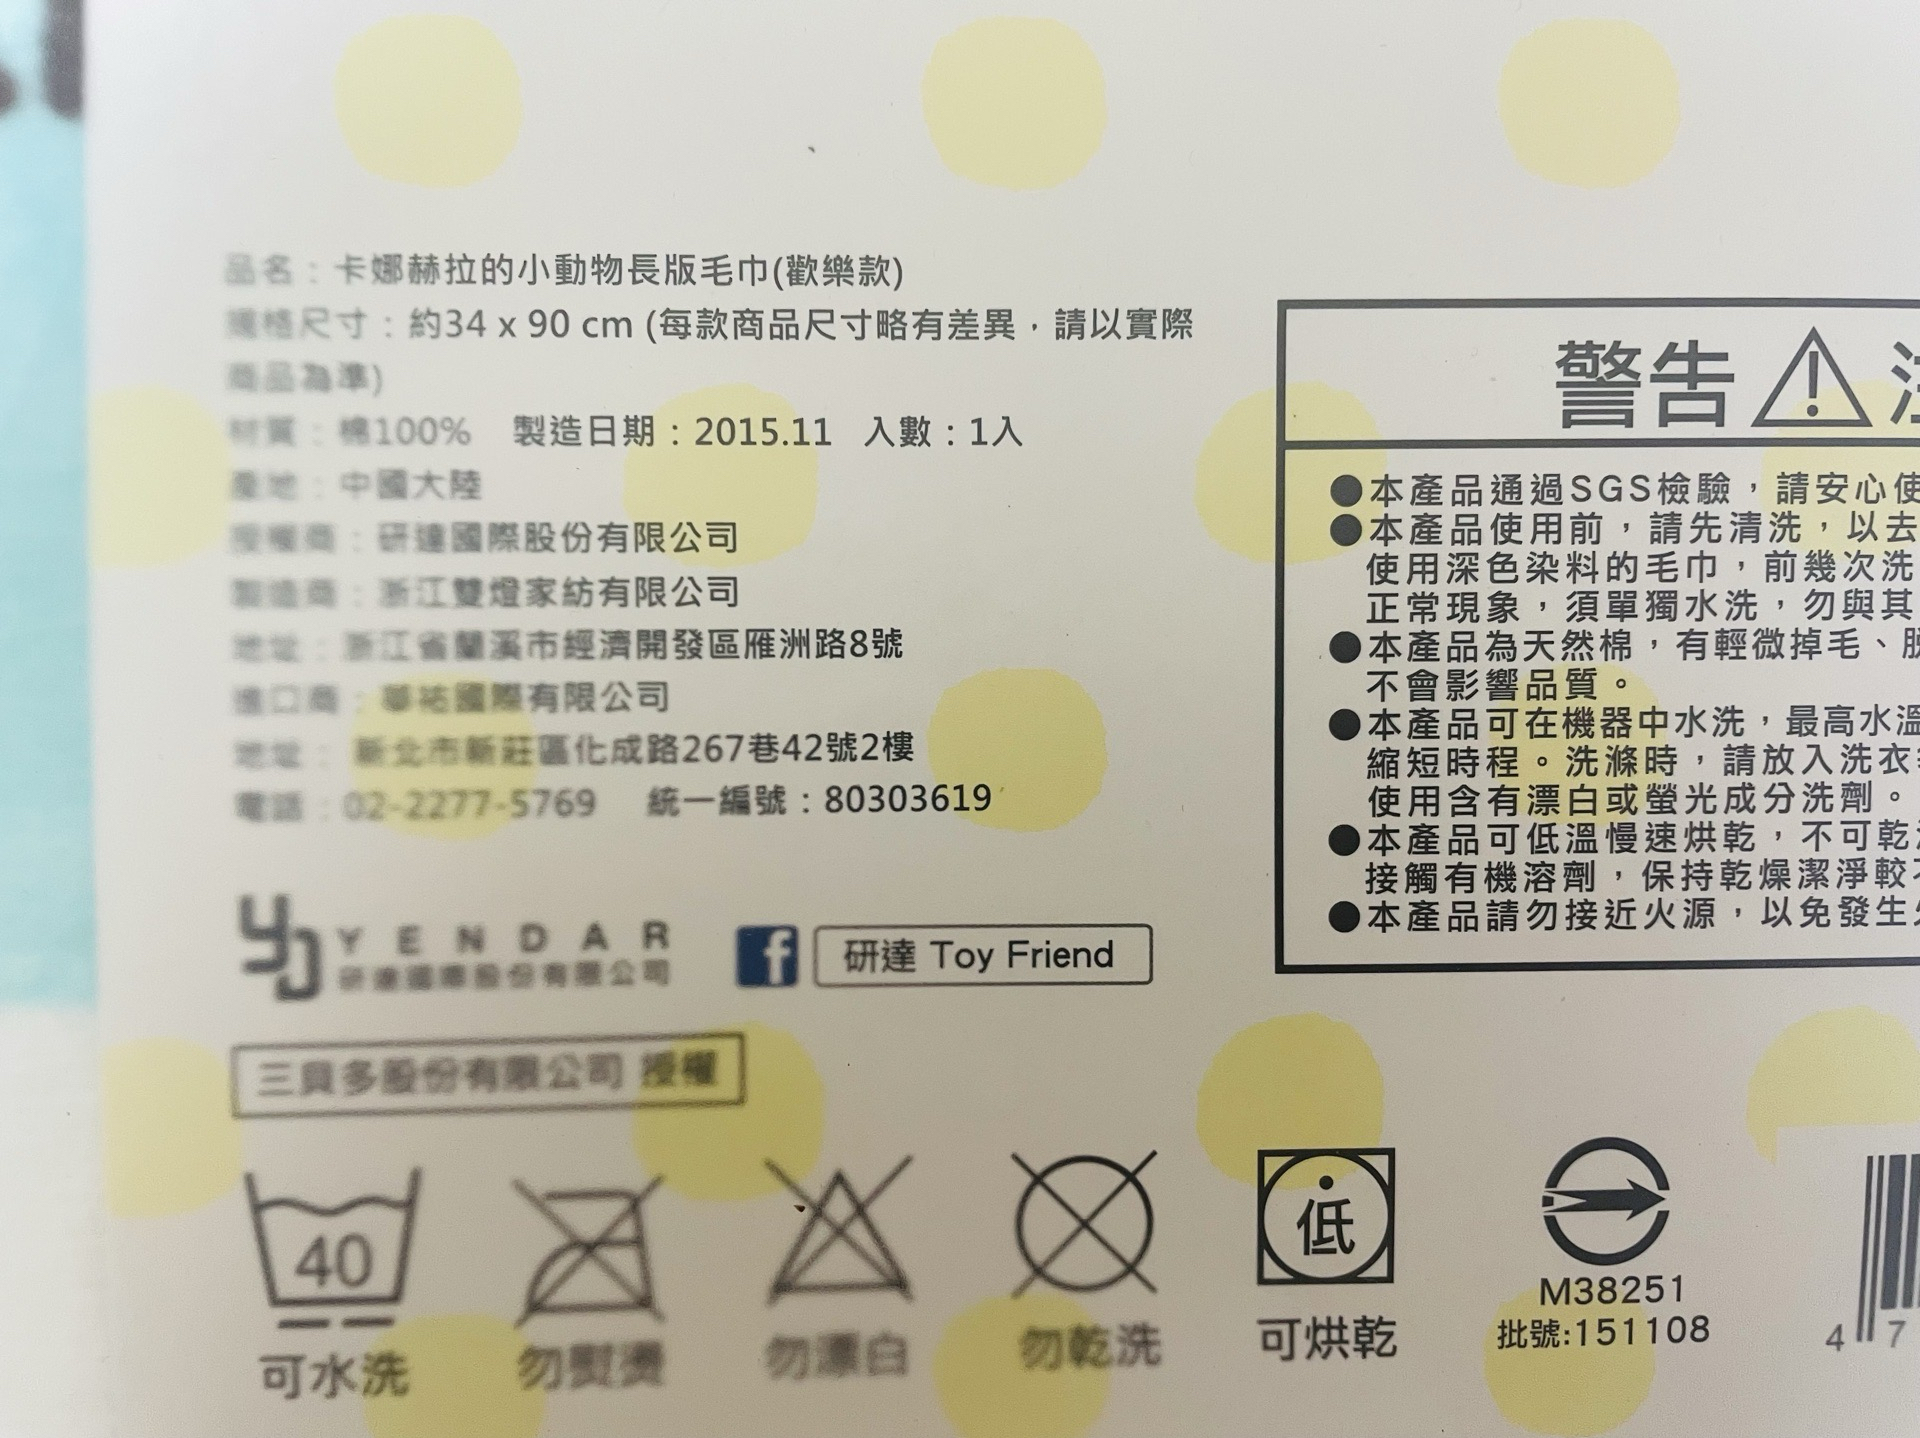 品名：卡娜赫拉的小動物長版毛巾(歡樂款)
規格尺寸：約34 x 90 cm (每款商品尺寸略有差異，請以實際
商品為準)
材質：棉100% 製造日期：2015.11 入數：1入
產地：中國大陸
授權商：研達國際股份有限公司
製造商：浙江雙燈家紡有限公司
地址：浙江省蘭溪市經濟開發區雁洲路8號
進口商：華祐國際有限公司
地址：新北市新莊區化成路267巷42號2樓
電話：02-2277-5769 統一編號：80303619
YENDAR
研達國際股份有限公司
f 研達 Toy Friend
三貝多股份有限公司 授權
警告
●本產品通過SGS檢驗，請安心使
●本產品使用前，請先清洗，以去
使用深色染料的毛巾，前幾次洗
正常現象，須單獨水洗，勿與其
●本產品為天然棉，有輕微掉毛、
不會影響品質。
●本產品可在機器中水洗，最高水溫
縮短時程。洗滌時，請放入洗衣
使用含有漂白或螢光成分洗劑。
●本產品可低溫慢速烘乾，不可乾
接觸有機溶劑，保持乾燥潔淨較
●本產品請勿接近火源，以免發生
40
可水洗
勿熨燙
勿漂白
勿乾洗
低
可烘乾
M38251
批號:151108
4 7